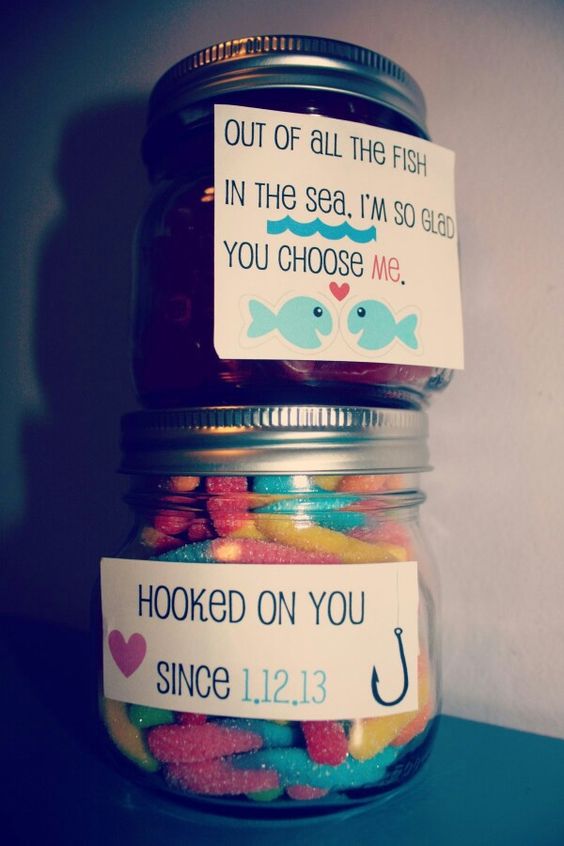 OUT OF all THE FISH
IN THE SEA, I'M SO GLAD
YOU CHOOSE Me.
HOOKeD ON YOU
SINCe 1.12.13